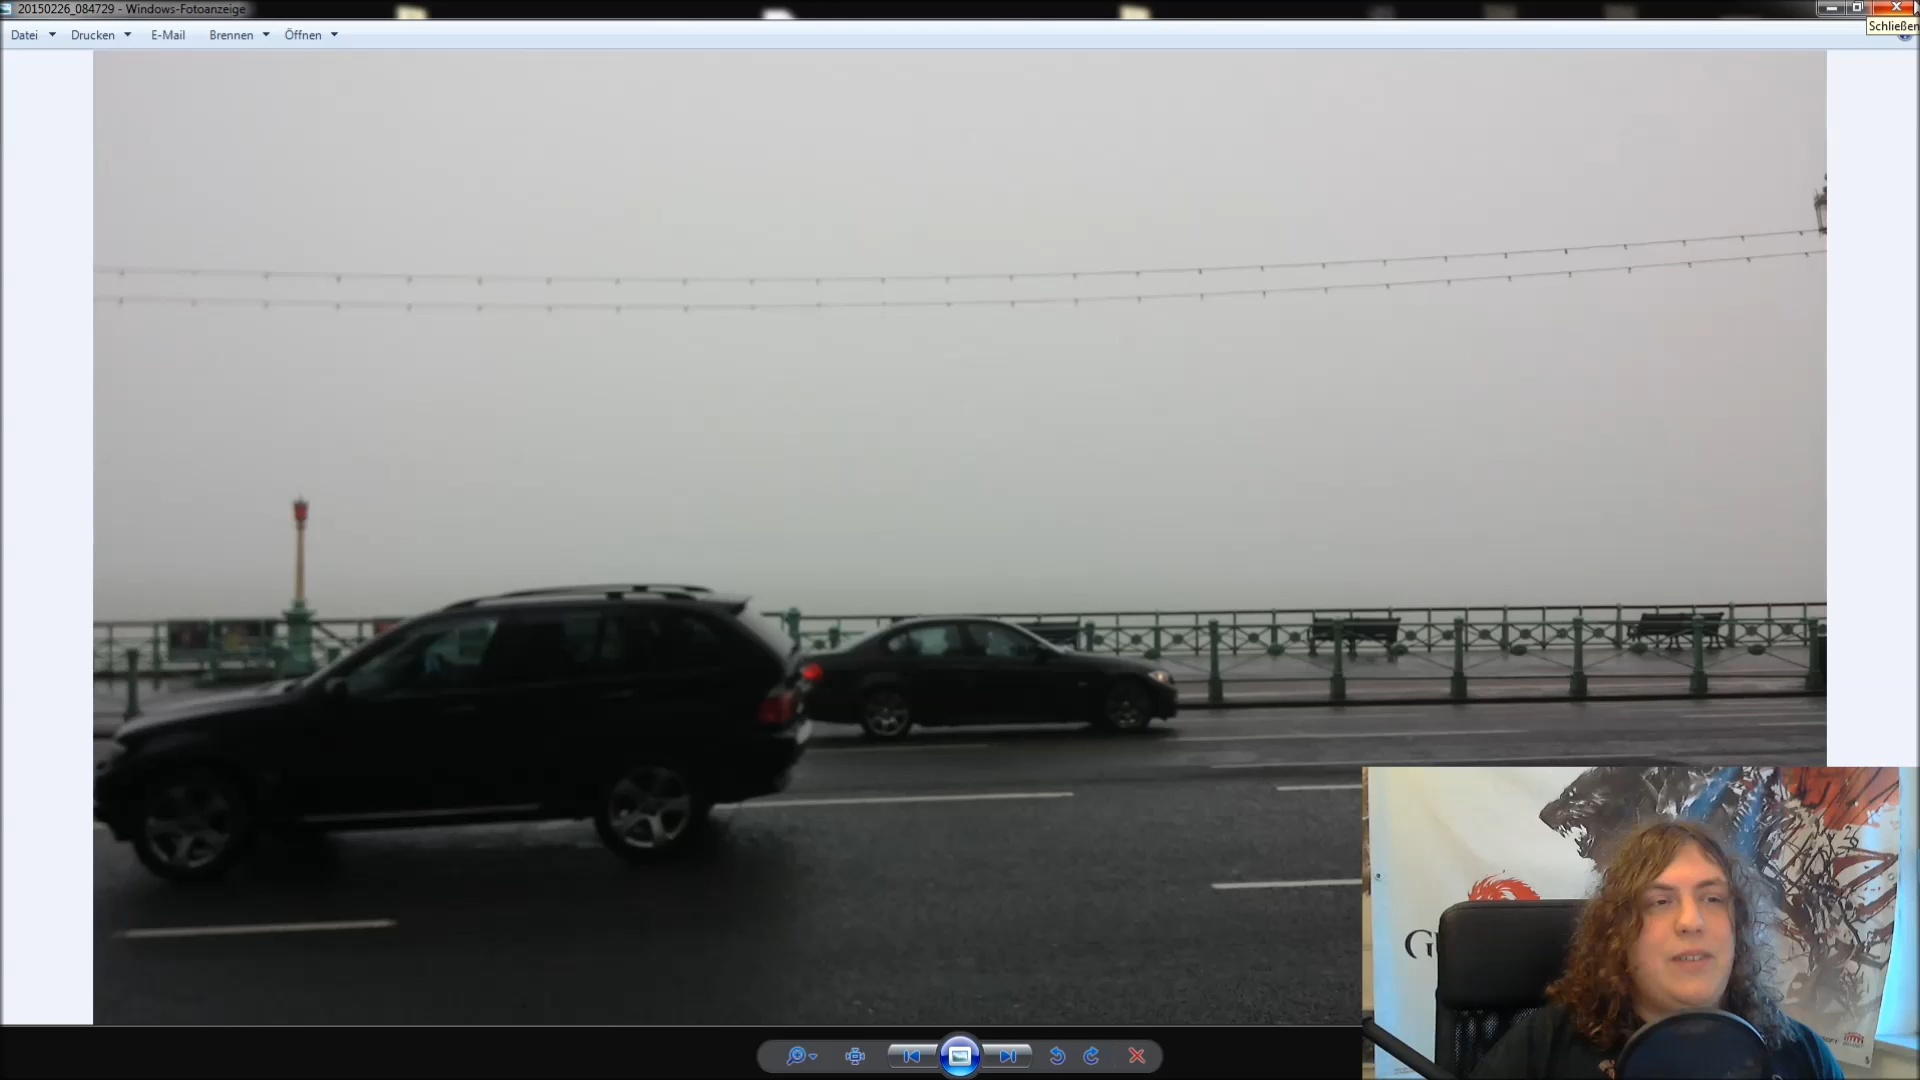 20150226_084729 - Windows-Fotoanzeige
Datei Drucken E-Mail Brennen Öffnen
Schließen